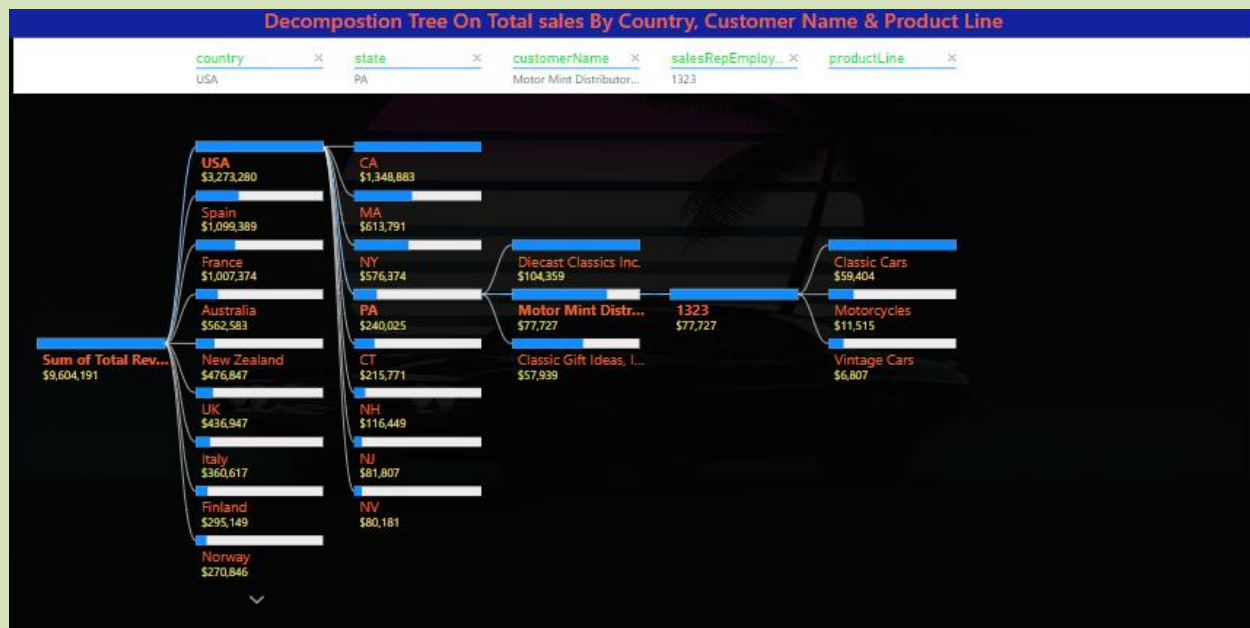 Decompostion Tree On Total sales By Country, Customer Name & Product Line
country × state × customerName × salesRepEmploy.. × productLine ×
USA PA Motor Mint Distributor... 1323
USA
$3,273,280
Spain
$1,099,389
France
$1,007,374
Australia
$562,583
New Zealand
$476,847
UK
$436,947
Italy
$360,617
Finland
$295,149
Norway
$270,846
Sum of Total Rev...
$9,604,191
CA
$1,348,883
MA
$613,791
NY
$576,374
PA
$240,025
CT
$215,771
NH
$116,449
NJ
$81,807
NV
$80,181
Diecast Classics Inc.
$104,359
Motor Mint Distr...
$77,727
Classic Gift Ideas, I...
$57,939
1323
$77,727
Classic Cars
$59,404
Motorcycles
$11,515
Vintage Cars
$6,807